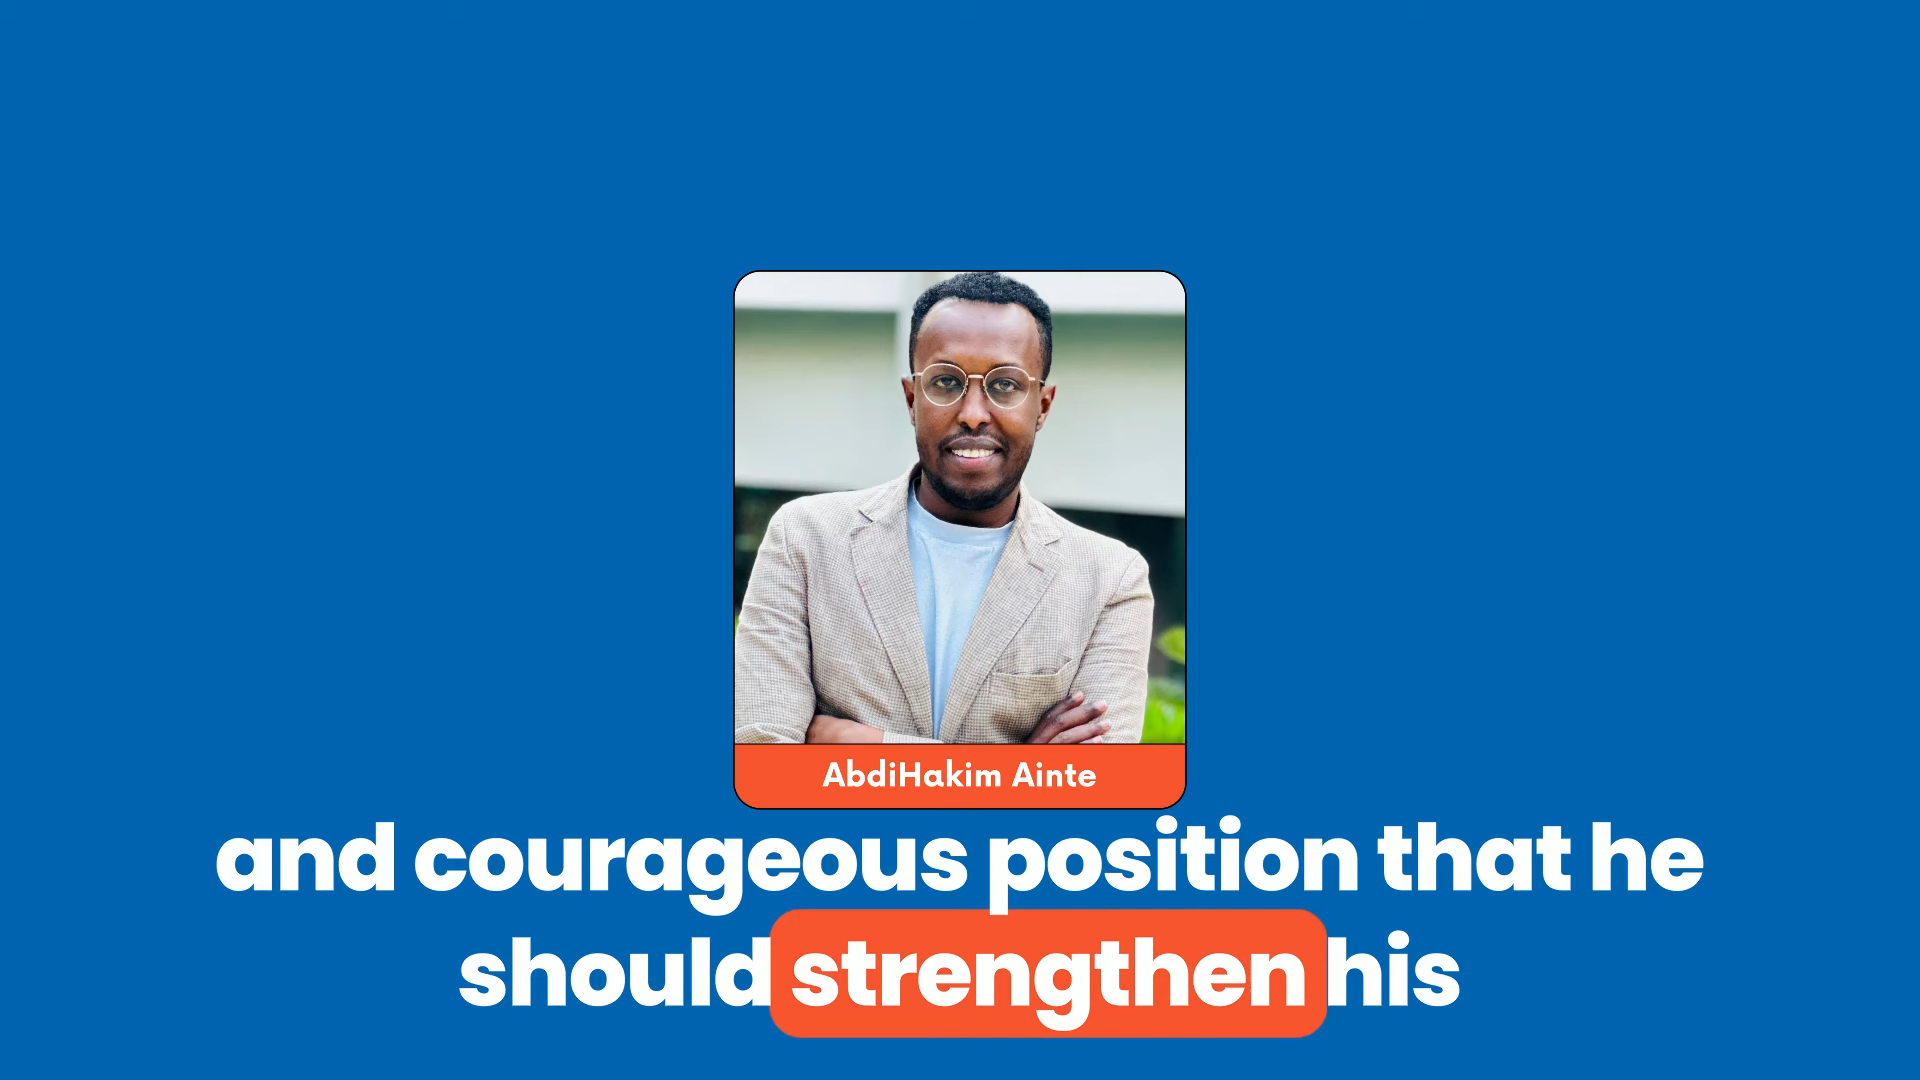 AbdiHakim Ainte
and courageous position that he
should strengthen his